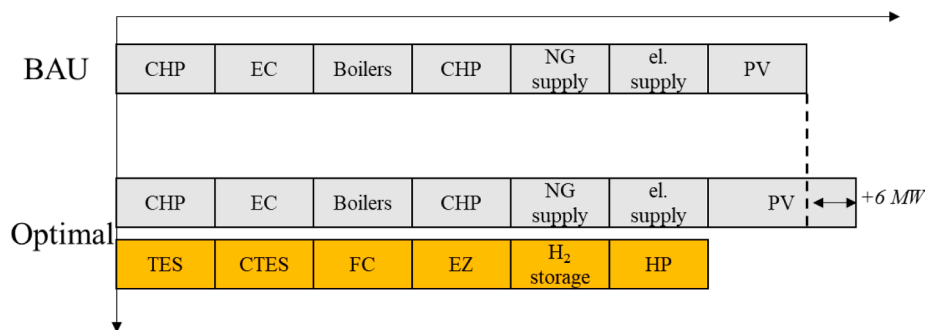 BAU
CHP
EC
Boilers
CHP
NG
supply
el.
supply
PV
Optimal
CHP
EC
Boilers
CHP
NG
supply
el.
supply
PV
+6 MW
TES
CTES
FC
EZ
H₂
storage
HP